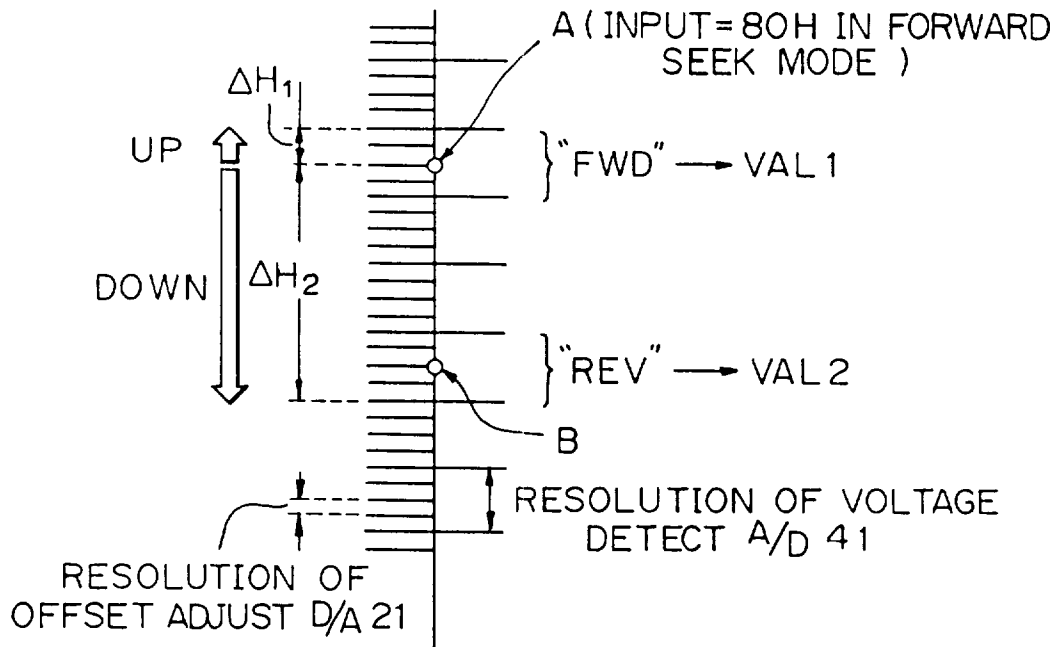 A (INPUT=80H IN FORWARD
SEEK MODE)
ΔH1
UP
"FWD" → VAL1
DOWN
ΔH2
"REV" → VAL2
B
RESOLUTION OF VOLTAGE
DETECT A/D 41
RESOLUTION OF
OFFSET ADJUST D/A 21